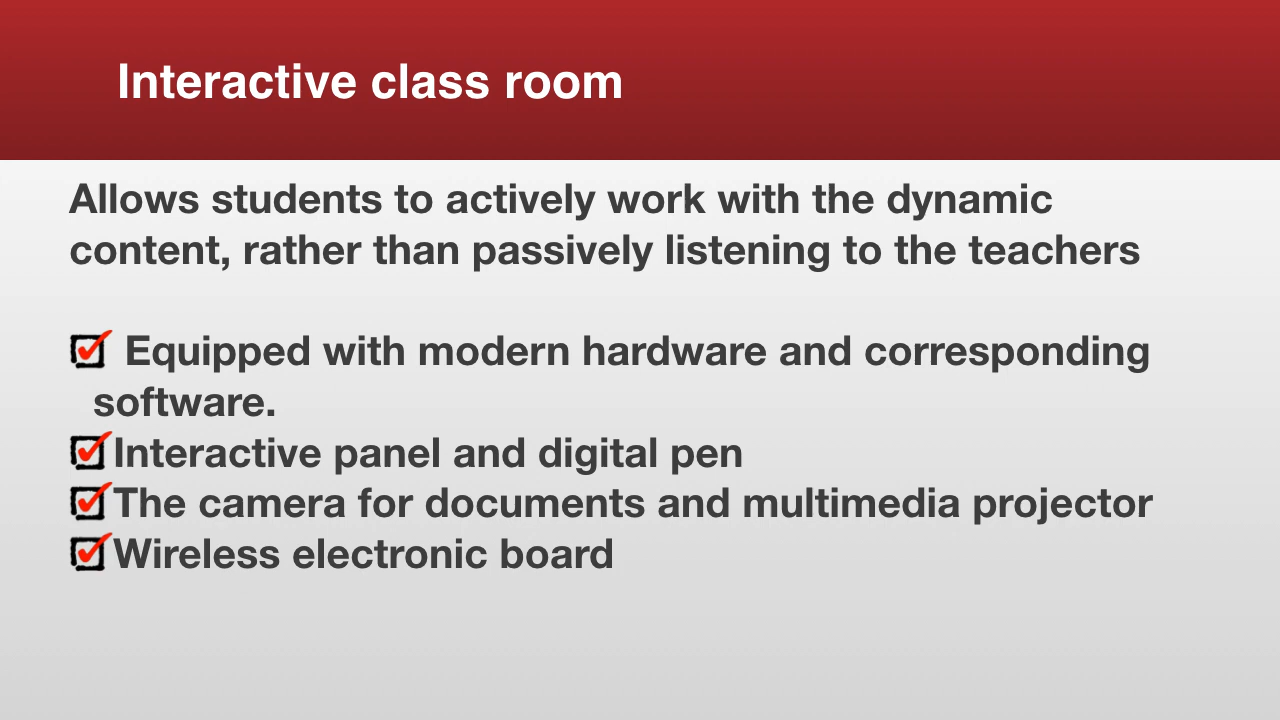 Interactive class room
Allows students to actively work with the dynamic
content, rather than passively listening to the teachers
Equipped with modern hardware and corresponding
software.
Interactive panel and digital pen
The camera for documents and multimedia projector
Wireless electronic board